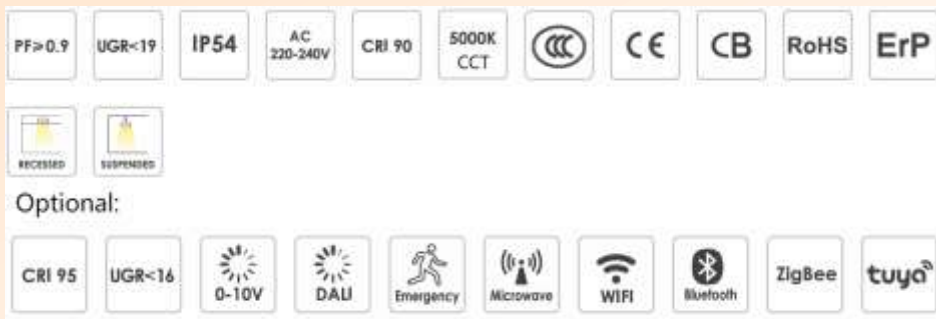 PF≥0.9
UGR<19
IP54
AC
220-240V
CRI 90
5000K
CCT
CCC
CE
CB
RoHS
ErP
RECESSED
SUSPENDED
Optional:
CRI 95
UGR<16
0-10V
DALI
Emergency
Microwave
WIFI
Bluetooth
ZigBee
tuya